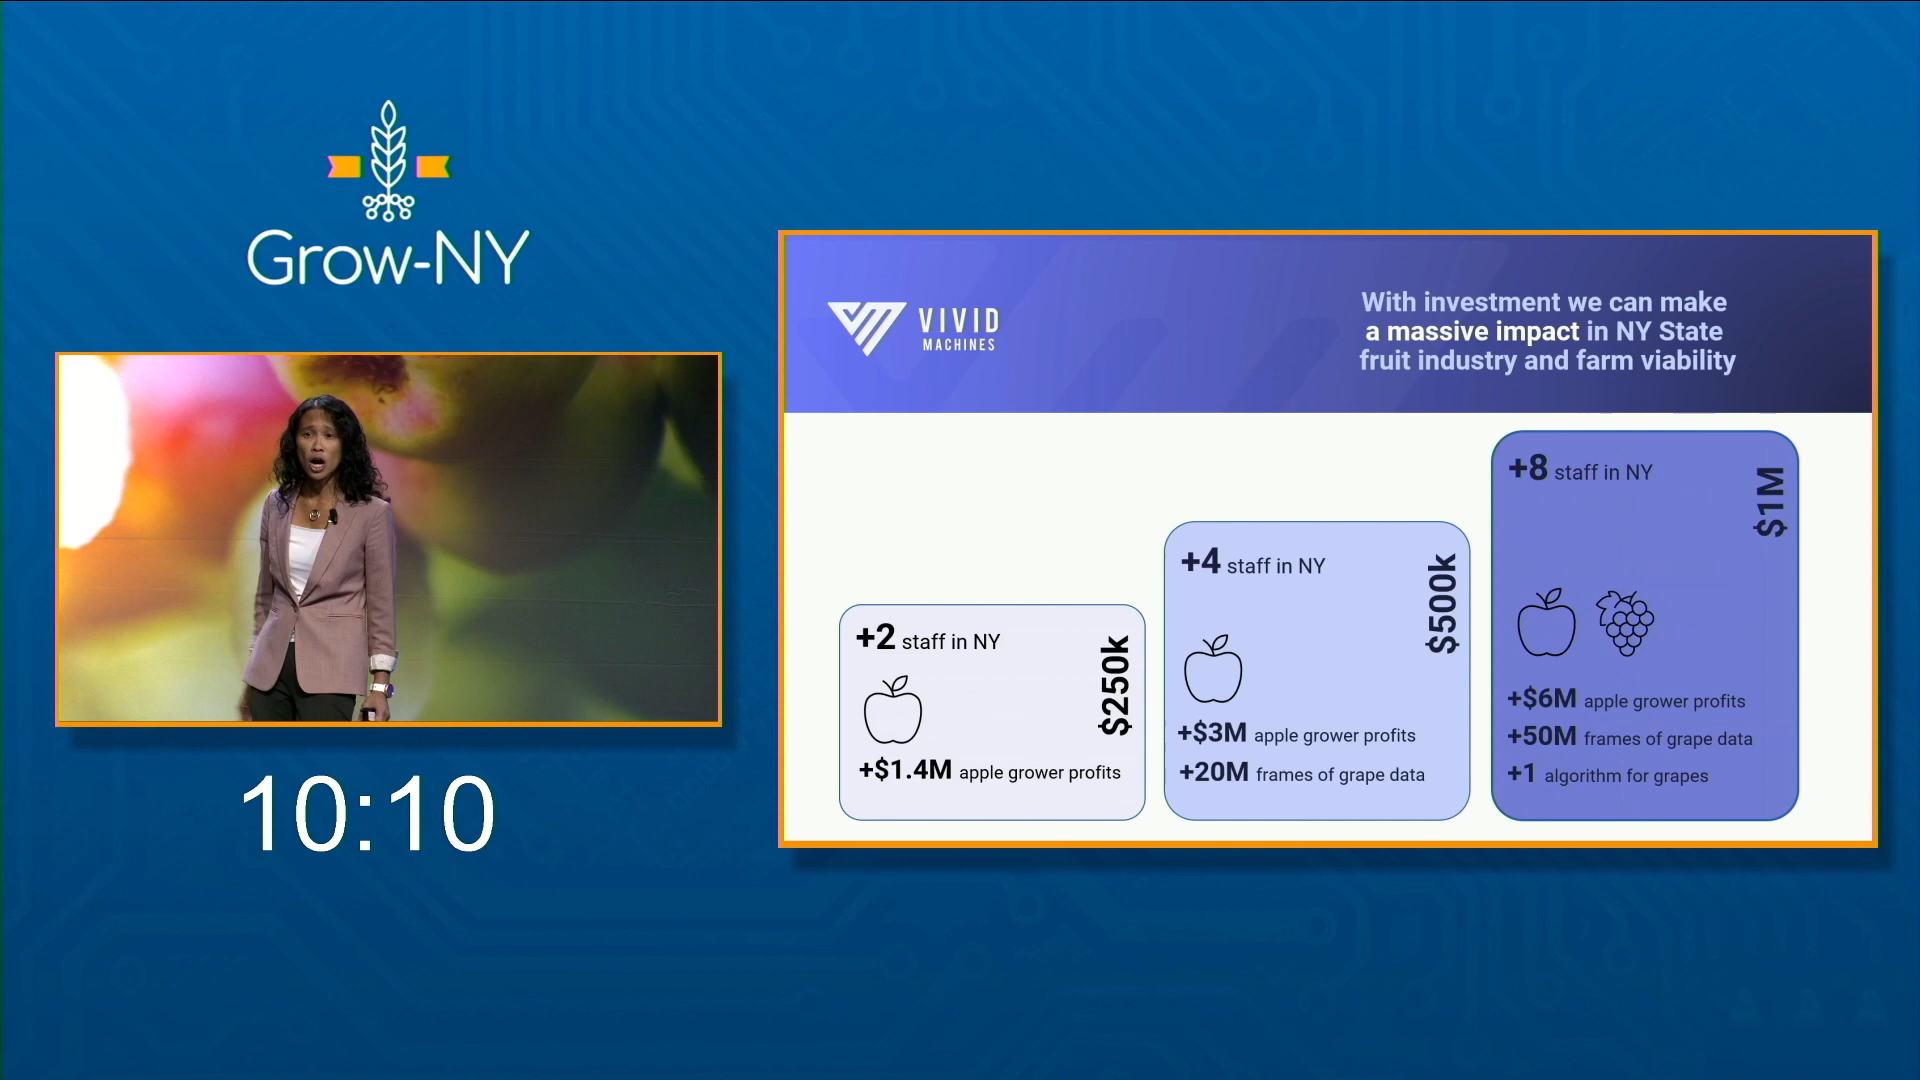 Grow-NY
10:10
VIVID
MACHINES
With investment we can make
a massive impact in NY State
fruit industry and farm viability
+2 staff in NY
$250k
+$1.4M apple grower profits
+4 staff in NY
$500k
+$3M apple grower profits
+20M frames of grape data
+8 staff in NY
$1M
+$6M apple grower profits
+50M frames of grape data
+1 algorithm for grapes